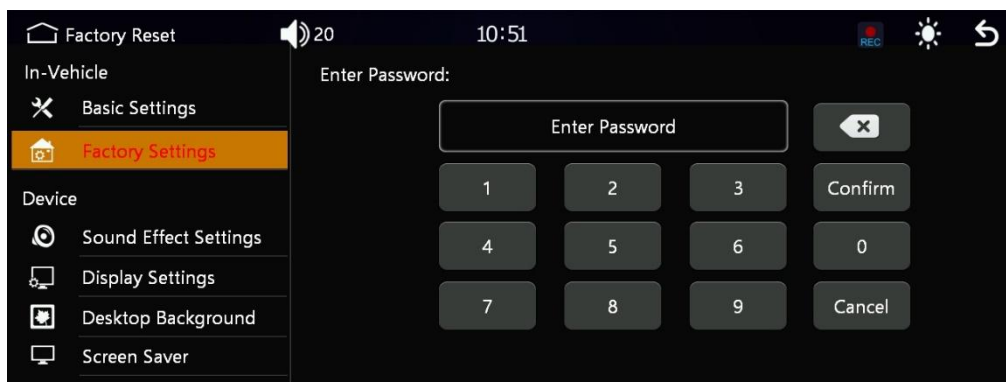 Factory Reset 20 10:51 REC
In-Vehicle
Basic Settings
Factory Settings
Device
Sound Effect Settings
Display Settings
Desktop Background
Screen Saver
Enter Password:
Enter Password
1 2 3 Confirm
4 5 6 0
7 8 9 Cancel